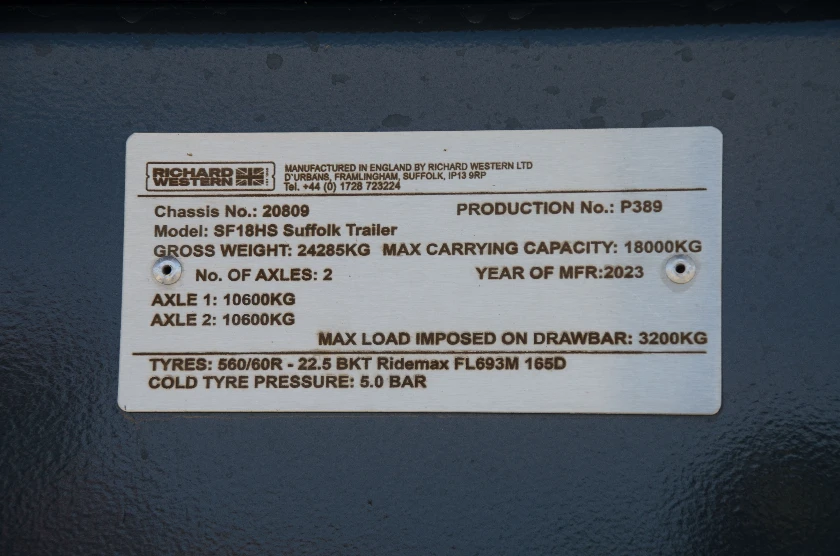 RICHARD
WESTERN
MANUFACTURED IN ENGLAND BY RICHARD WESTERN LTD
D'URBANS, FRAMLINGHAM, SUFFOLK, IP13 9RP
Tel. +44 (0) 1728 723224
Chassis No.: 20809 PRODUCTION No.: P389
Model: SF18HS Suffolk Trailer
GROSS WEIGHT: 24285KG MAX CARRYING CAPACITY: 18000KG
No. OF AXLES: 2 YEAR OF MFR:2023
AXLE 1: 10600KG
AXLE 2: 10600KG
MAX LOAD IMPOSED ON DRAWBAR: 3200KG
TYRES: 560/60R - 22.5 BKT Ridemax FL693M 165D
COLD TYRE PRESSURE: 5.0 BAR